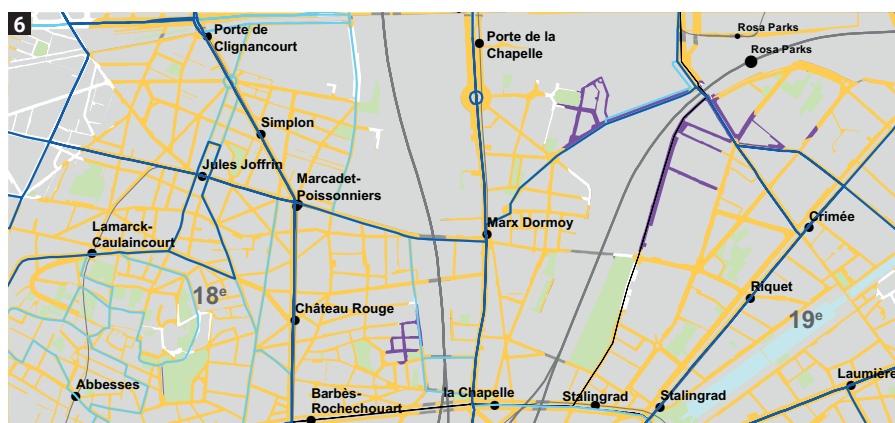 6
Porte de
Clignancourt
Porte de la
Chapelle
Rosa Parks
Rosa Parks
Simplon
Jules Joffrin
Marcadet-
Poissonniers
Lamarck-
Caulaincourt
Marx Dormoy
Crimée
18e
Château Rouge
Riquet
19e
Abbesses
Barbès-
Rochechouart
la Chapelle
Stalingrad
Stalingrad
Laumière